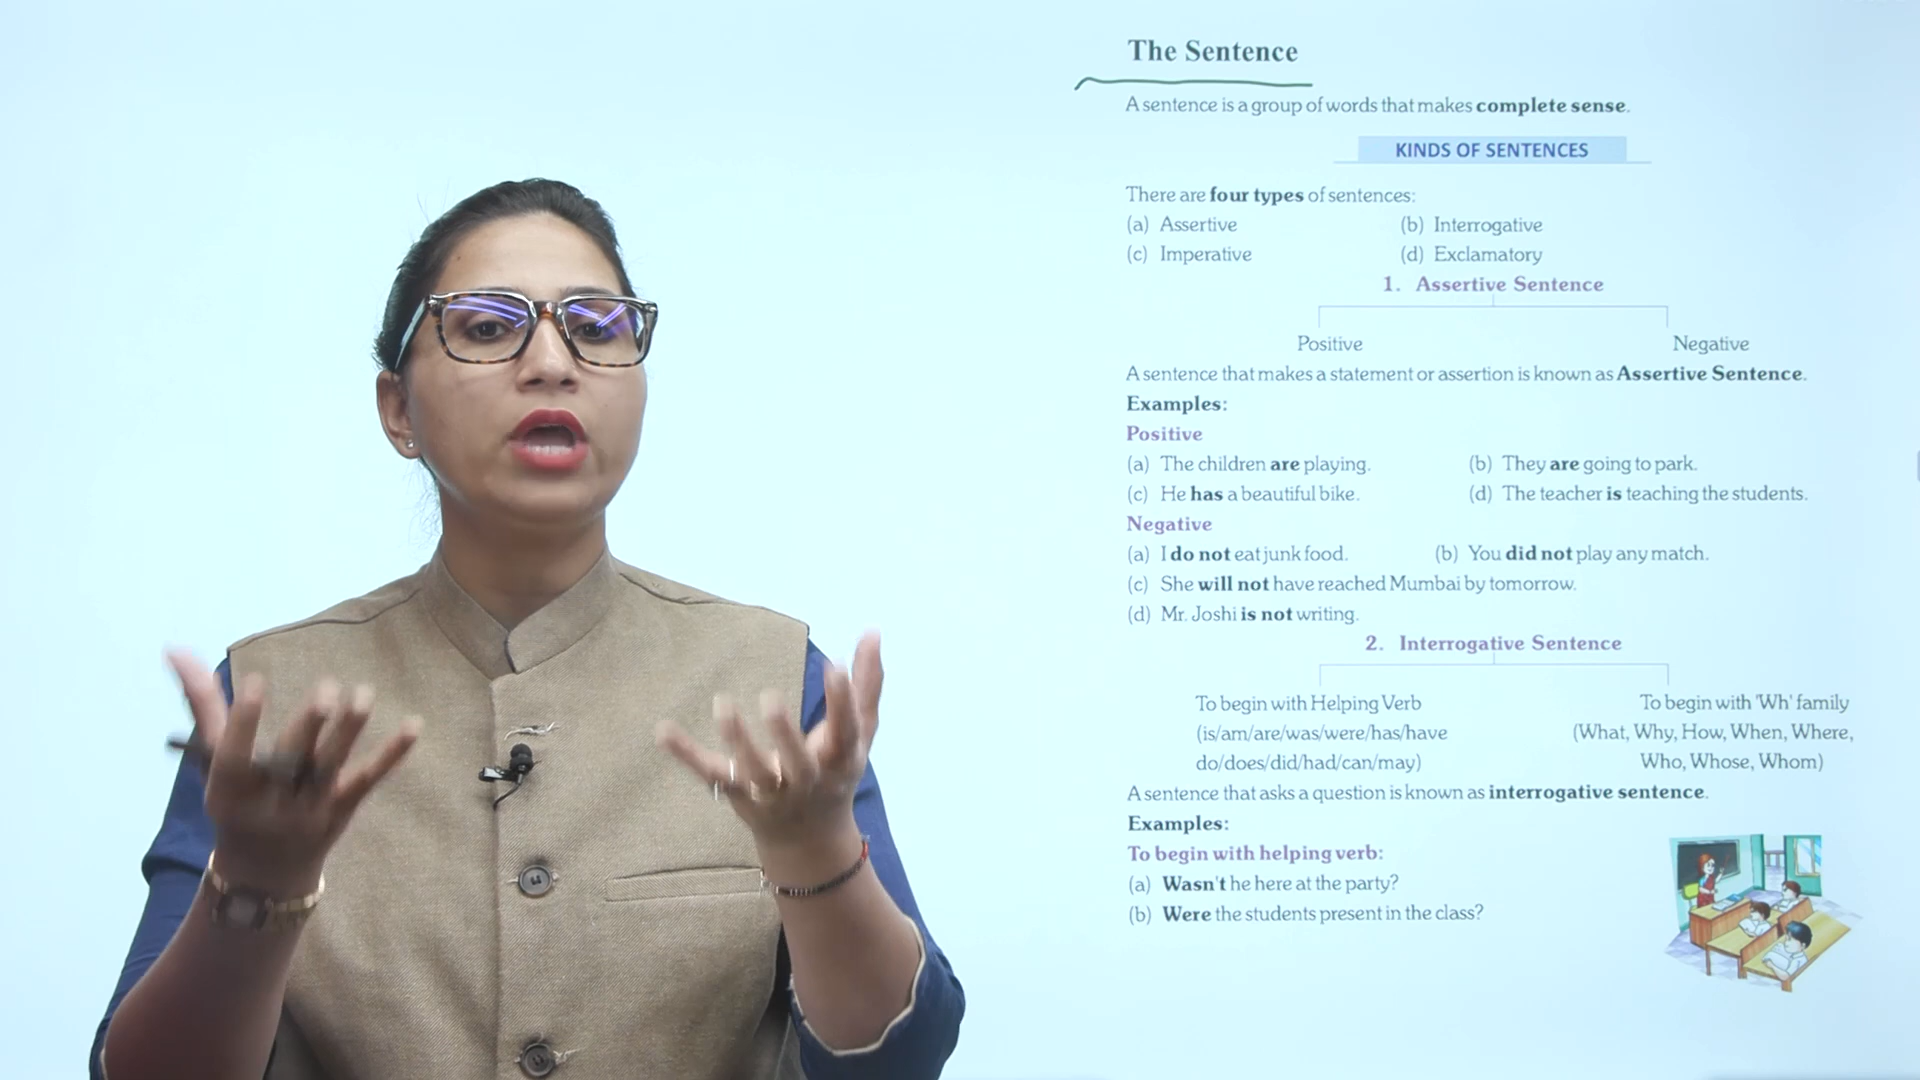 The Sentence
A sentence is a group of words that makes complete sense.
KINDS OF SENTENCES
There are four types of sentences:
(a) Assertive (b) Interrogative
(c) Imperative (d) Exclamatory
1. Assertive Sentence
Positive Negative
A sentence that makes a statement or assertion is known as Assertive Sentence.
Examples:
Positive
(a) The children are playing. (b) They are going to park.
(c) He has a beautiful bike. (d) The teacher is teaching the students.
Negative
(a) I do not eat junk food. (b) You did not play any match.
(c) She will not have reached Mumbai by tomorrow.
(d) Mr. Joshi is not writing.
2. Interrogative Sentence
To begin with Helping Verb To begin with 'Wh' family
(is/am/are/was/were/has/have (What, Why, How, When, Where,
do/does/did/had/can/may) Who, Whose, Whom)
A sentence that asks a question is known as interrogative sentence.
Examples:
To begin with helping verb:
(a) Wasn't he here at the party?
(b) Were the students present in the class?